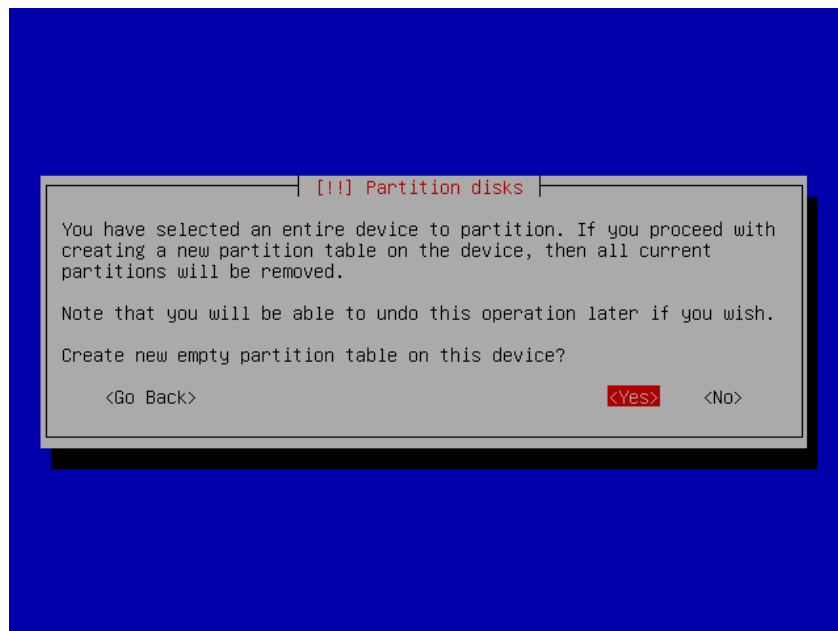 [!!] Partition disks
You have selected an entire device to partition. If you proceed with
creating a new partition table on the device, then all current
partitions will be removed.
Note that you will be able to undo this operation later if you wish.
Create new empty partition table on this device?
<Go Back> <Yes> <No>